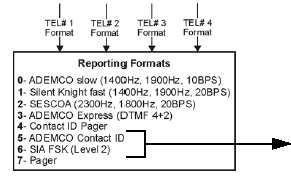 TEL# 1 Format TEL# 2 Format TEL# 3 Format TEL# 4 Format
Reporting Formats
0- ADEMCO slow (1400Hz, 1900Hz, 10BPS)
1- Silent Knight fast (1400Hz, 1900Hz, 20BPS)
2- SESCOA (2300Hz, 1800Hz, 20BPS)
3- ADEMCO Express (DTMF 4+2)
4- Contact ID Pager
5- ADEMCO Contact ID
6- SIA FSK (Level 2)
7- Pager